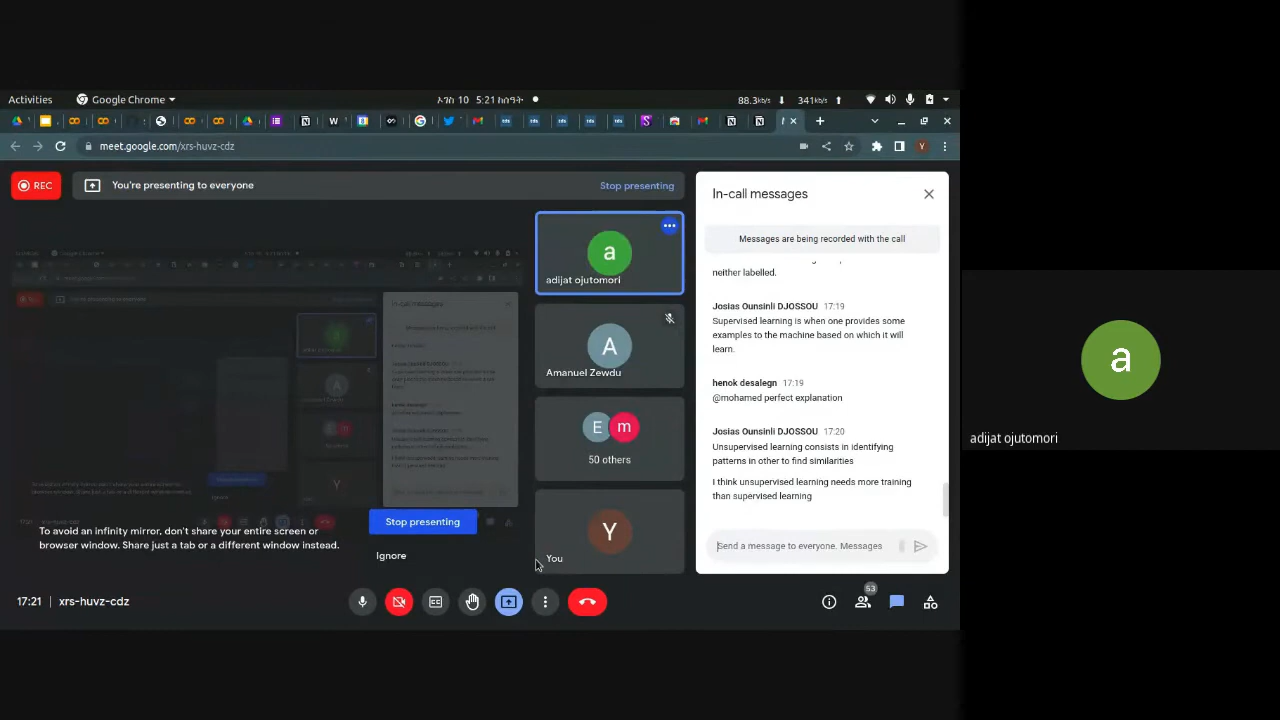 Activities
Google Chrome
5:21
88.3kb/s
341kb/s
W
meet.google.com/xrs-huvz-cdz
Y
REC
You're presenting to everyone
Stop presenting
In-call messages
Messages are being recorded with the call
neither labelled.
Josias Ounsinli DJOSSOU 17:19
Supervised learning is when one provides some
examples to the machine based on which it will
learn.
henok desalegn 17:19
@mohamed perfect explanation
Josias Ounsinli DJOSSOU 17:20
Unsupervised learning consists in identifying
patterns in other to find similarities
I think unsupervised learning needs more training
than supervised learning
Send a message to everyone. Messages
a
adijat ojutomori
A
Amanuel Zewdu
E m
50 others
Y
You
To avoid an infinity mirror, don't share your entire screen or
browser window. Share just a tab or a different window instead.
Stop presenting
Ignore
17:21 | xrs-huvz-cdz
53
a
adijat ojutomori